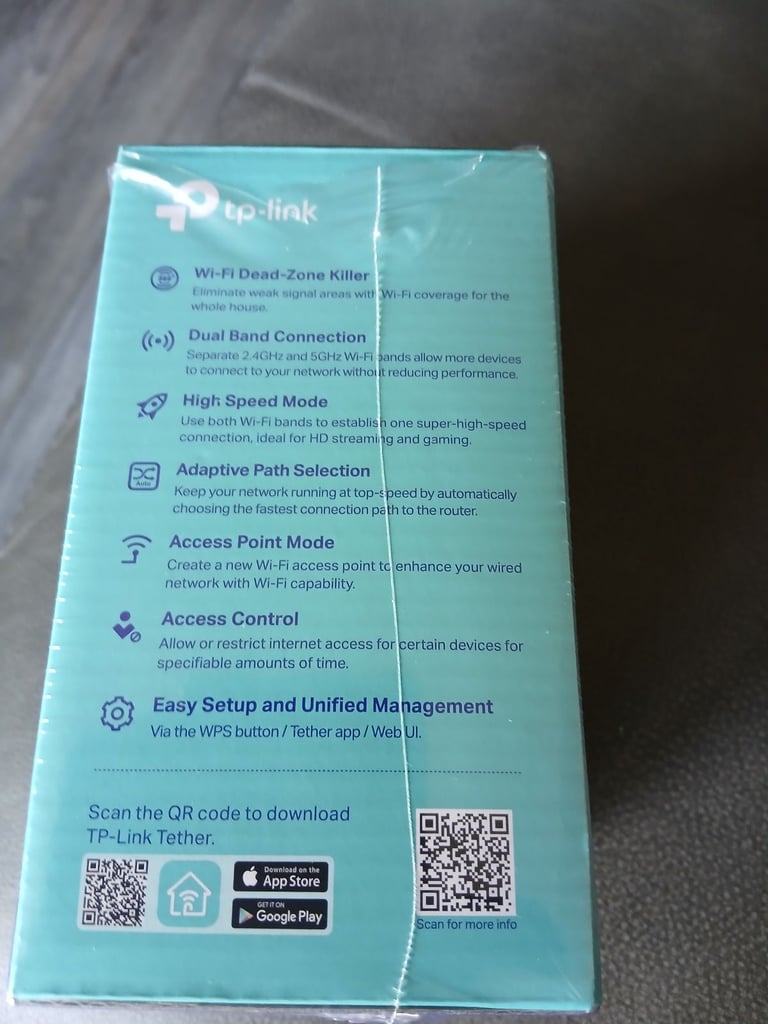 tp-link
Wi-Fi Dead-Zone Killer
Eliminate weak signal areas with Wi-Fi coverage for the
whole house.
Dual Band Connection
Separate 2.4GHz and 5GHz Wi-Fi bands allow more devices
to connect to your network without reducing performance.
High Speed Mode
Use both Wi-Fi bands to establish one super-high-speed
connection, ideal for HD streaming and gaming.
Auto
Adaptive Path Selection
Keep your network running at top-speed by automatically
choosing the fastest connection path to the router.
Access Point Mode
Create a new Wi-Fi access point to enhance your wired
network with Wi-Fi capability.
Access Control
Allow or restrict internet access for certain devices for
specifiable amounts of time.
Easy Setup and Unified Management
Via the WPS button / Tether app / Web UI.
Scan the QR code to download
TP-Link Tether.
Download on the
App Store
GET IT ON
Google Play
Scan for more info